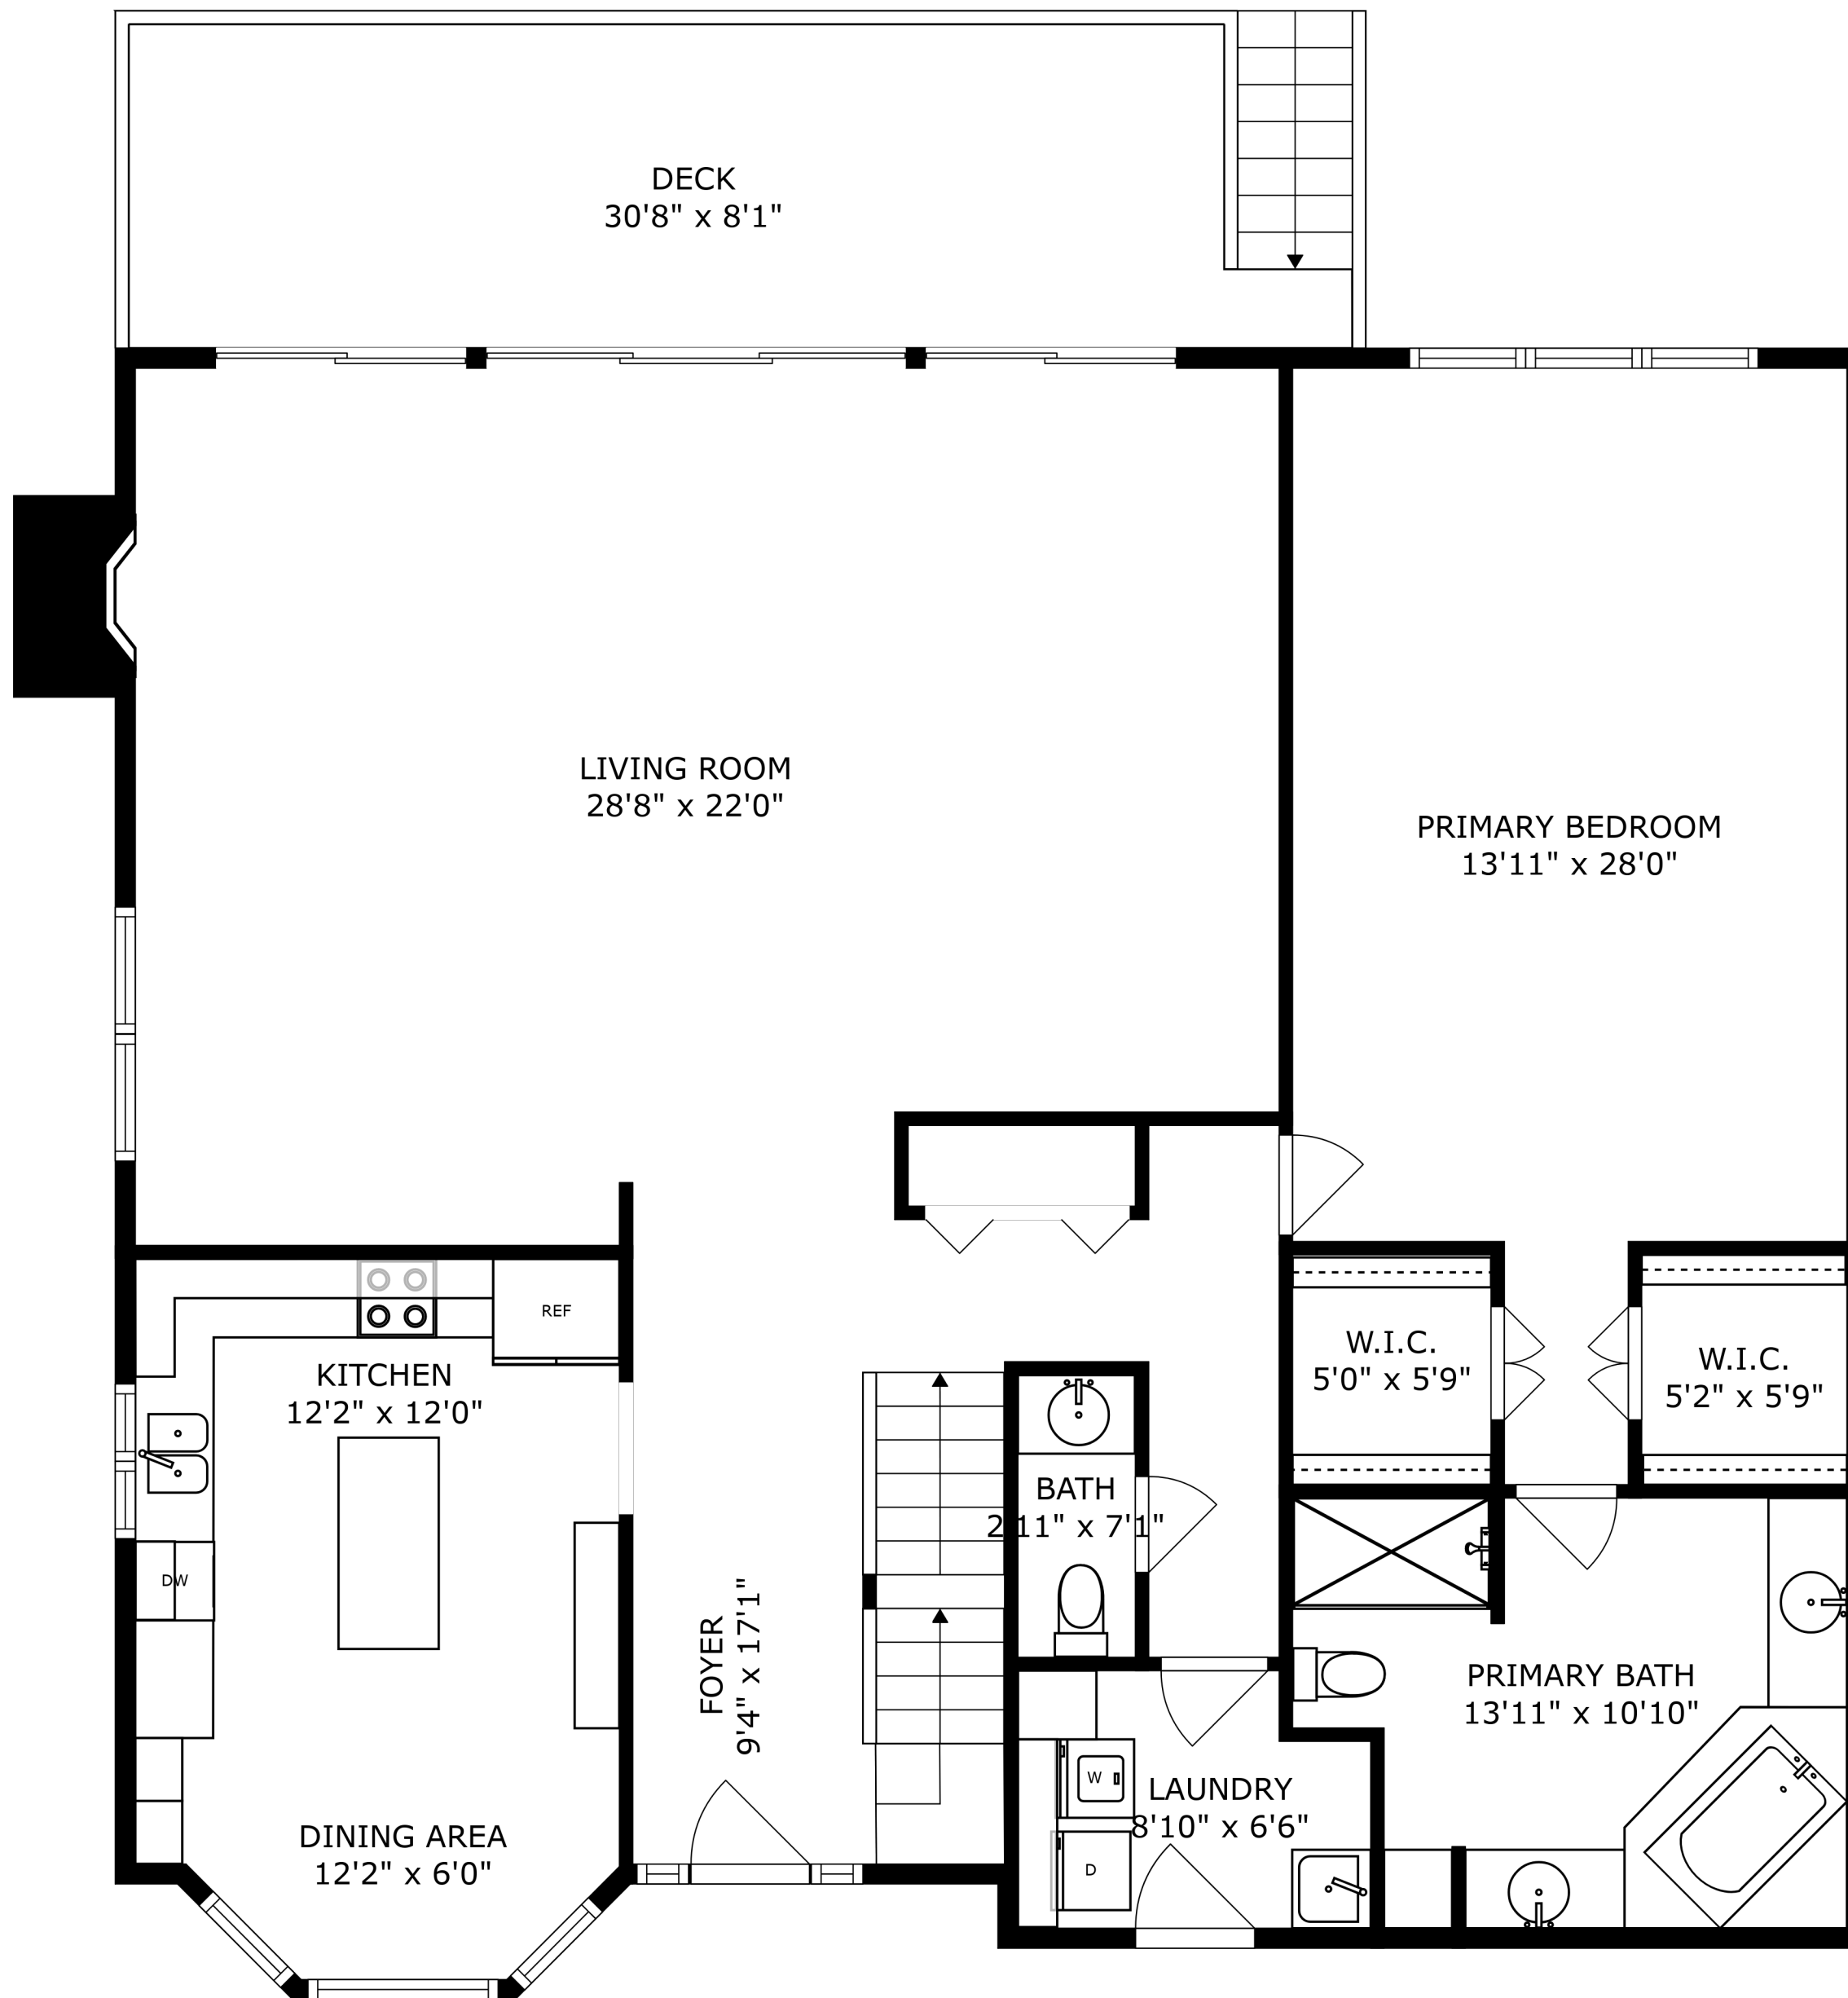 DECK
30'8" x 8'1"
LIVING ROOM
28'8" x 22'0"
PRIMARY BEDROOM
13'11" x 28'0"
REF
KITCHEN
12'2" x 12'0"
W.I.C.
5'0" x 5'9"
W.I.C.
5'2" x 5'9"
BATH
2'11" x 7'1"
DW
FOYER
9'4" x 17'1"
PRIMARY BATH
13'11" x 10'10"
W
LAUNDRY
8'10" x 6'6"
D
DINING AREA
12'2" x 6'0"